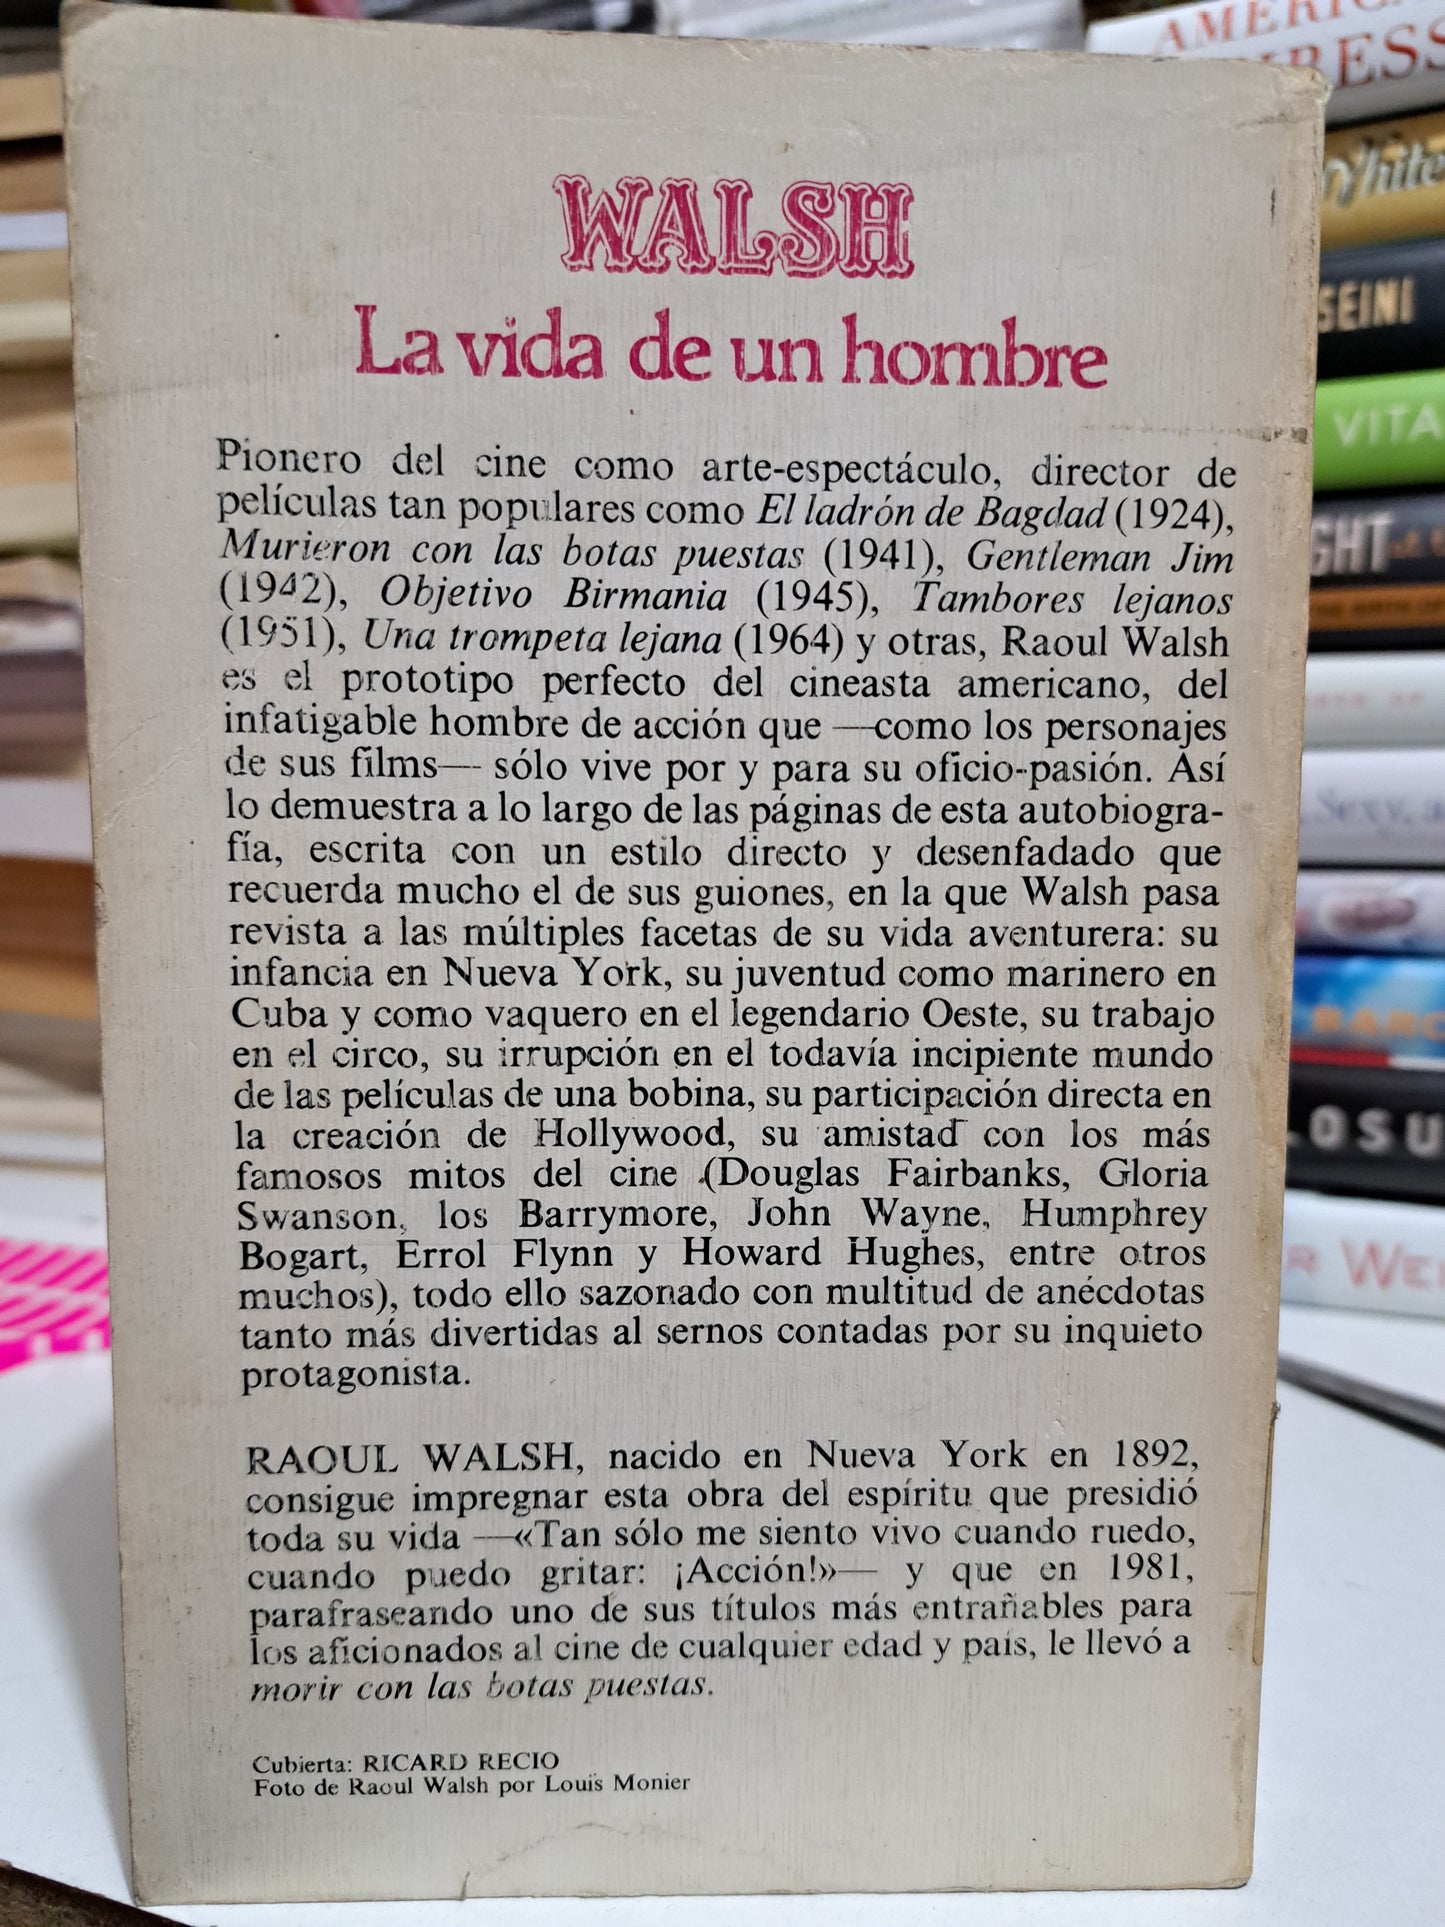 WALSH
La vida de un hombre
Pionero del cine como arte-espectáculo, director de
películas tan populares como El ladrón de Bagdad (1924),
Murieron con las botas puestas (1941), Gentleman Jim
(1942), Objetivo Birmania (1945), Tambores lejanos
(1951), Una trompeta lejana (1964) y otras, Raoul Walsh
es el prototipo perfecto del cineasta americano, del
infatigable hombre de acción que —como los personajes
de sus films— sólo vive por y para su oficio-pasión. Así
lo demuestra a lo largo de las páginas de esta autobiogra-
fía, escrita con un estilo directo y desenfadado que
recuerda mucho el de sus guiones, en la que Walsh pasa
revista a las múltiples facetas de su vida aventurera: su
infancia en Nueva York, su juventud como marinero en
Cuba y como vaquero en el legendario Oeste, su trabajo
en el circo, su irrupción en el todavía incipiente mundo
de las películas de una bobina, su participación directa en
la creación de Hollywood, su amistad con los más
famosos mitos del cine (Douglas Fairbanks, Gloria
Swanson, los Barrymore, John Wayne, Humphrey
Bogart, Errol Flynn y Howard Hughes, entre otros
muchos), todo ello sazonado con multitud de anécdotas
tanto más divertidas al sernos contadas por su inquieto
protagonista.
RAOUL WALSH, nacido en Nueva York en 1892,
consigue impregnar esta obra del espíritu que presidió
toda su vida —«Tan sólo me siento vivo cuando ruedo,
cuando puedo gritar: ¡Acción!»— y que en 1981,
parafraseando uno de sus títulos más entrañables para
los aficionados al cine de cualquier edad y país, le llevó a
morir con las botas puestas.
Cubierta: RICARD RECIO
Foto de Raoul Walsh por Louis Monier
White
SEINI
VITA
GHT
Sexy, a
LOSU
R WE